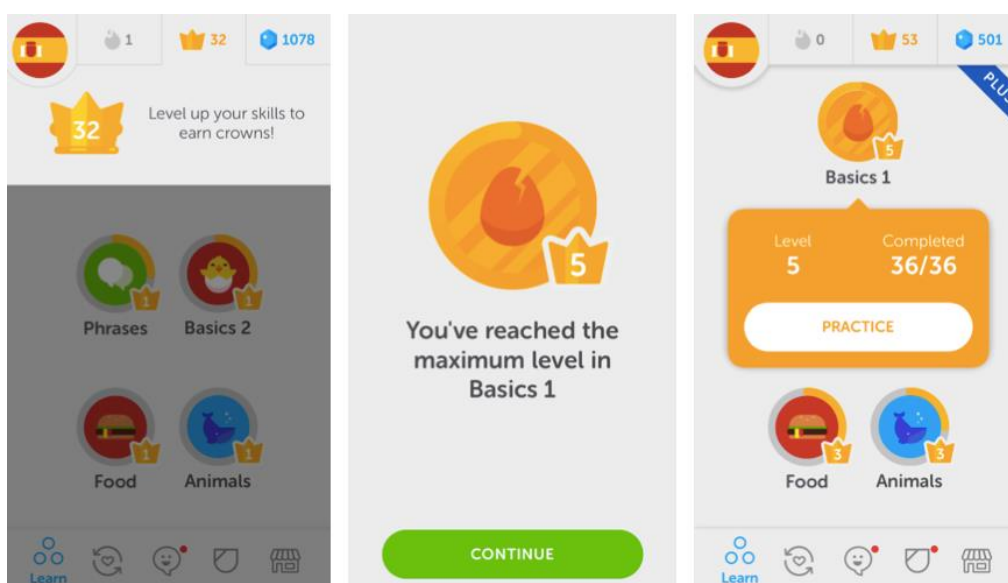 1 32 1078
32
Level up your skills to
earn crowns!
1 1
Phrases Basics 2
1 1
Food Animals
Learn
5
You've reached the
maximum level in
Basics 1
CONTINUE
0 53 501
PLUS
5
Basics 1
Level Completed
5 36/36
PRACTICE
3 3
Food Animals
Learn